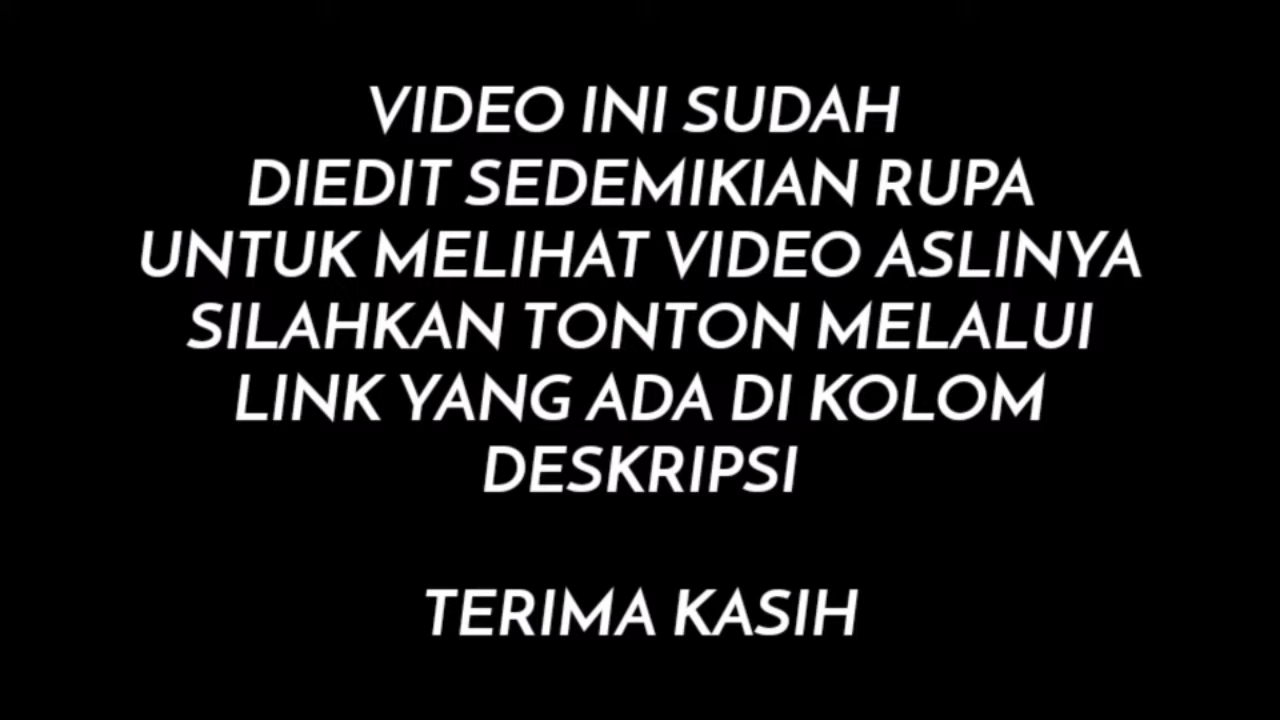 VIDEO INI SUDAH
DIEDIT SEDEMIKIAN RUPA
UNTUK MELIHAT VIDEO ASLINYA
SILAHKAN TONTON MELALUI
LINK YANG ADA DI KOLOM
DESKRIPSI
TERIMA KASIH